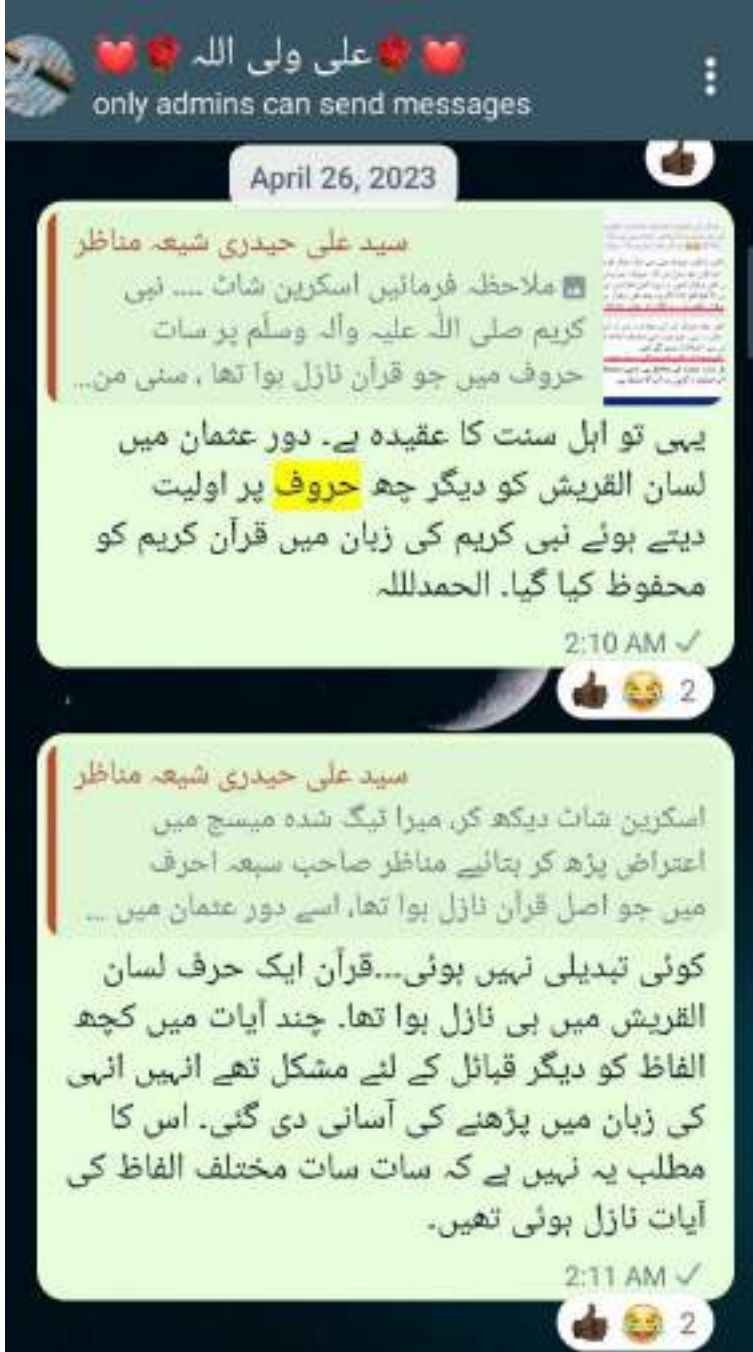 ❤️🌹علی ولی اللہ🌹❤️
only admins can send messages
April 26, 2023
سید علی حیدری شیعہ مناظر
ملاحظہ فرمائیں اسکرین شاٹ .... نبی
کریم صلی اللّٰہ علیہ وآلہ وسلّم پر سات
حروف میں جو قرآن نازل ہوا تھا , سنی من...
یہی تو اہل سنت کا عقیدہ ہے۔ دور عثمان میں
لسان القریش کو دیگر چھ حروف پر اولیت
دیتے ہوئے نبی کریم کی زبان میں قرآن کریم کو
محفوظ کیا گیا۔ الحمدلللہ
2:10 AM ✓
👍🏿 😂 2
سید علی حیدری شیعہ مناظر
اسکرین شاٹ دیکھ کر، میرا ٹیگ شدہ میسج میں
اعتراض پڑھ کر بتائیے مناظر صاحب سبعہ احرف
میں جو اصل قرآن نازل ہوا تھا، اسے دور عثمان میں ...
کوئی تبدیلی نہیں ہوئی...قرآن ایک حرف لسان
القریش میں ہی نازل ہوا تھا۔ چند آیات میں کچھ
الفاظ کو دیگر قبائل کے لئے مشکل تھے انہیں انہی
کی زبان میں پڑھنے کی آسانی دی گئی۔ اس کا
مطلب یہ نہیں ہے کہ سات سات مختلف الفاظ کی
آیات نازل ہوئی تھیں۔
2:11 AM ✓
👍🏿 😂 2